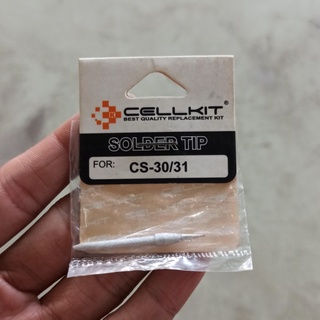 CELLKIT®
BEST QUALITY REPLACEMENT KIT
SOLDER TIP
FOR:
CS-30/31